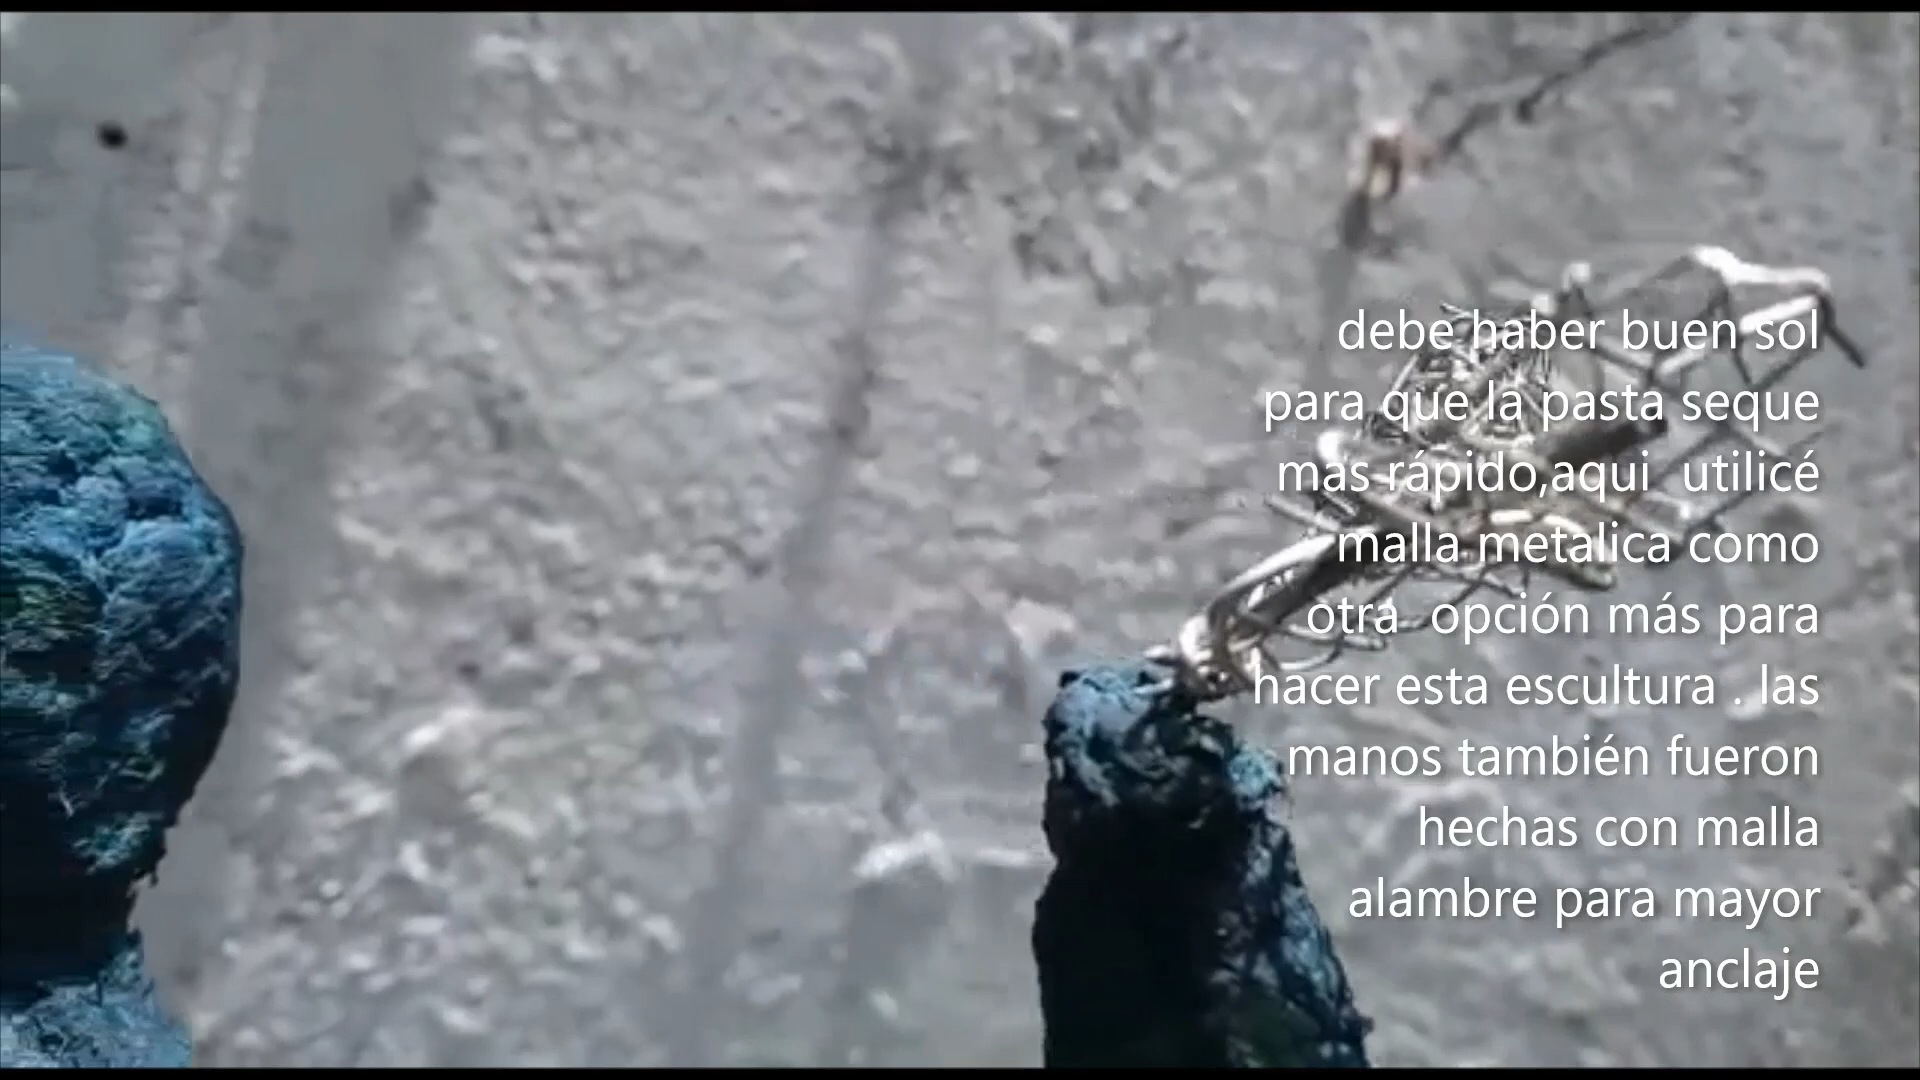 debe haber buen sol
para que la pasta seque
mas rápido,aqui  utilicé
malla metalica como
otra  opción más para
hacer esta escultura . las
manos también fueron
hechas con malla
alambre para mayor
anclaje